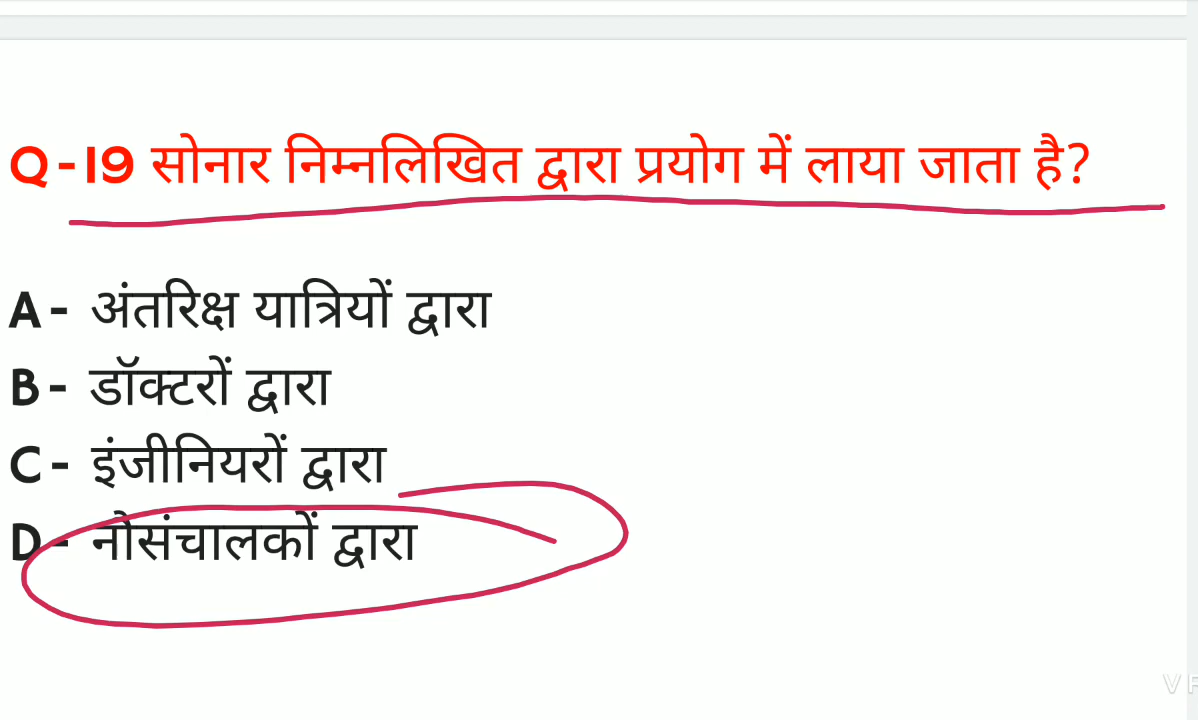 Q-19 सोनार निम्नलिखित द्वारा प्रयोग में लाया जाता है?
A- अंतरिक्ष यात्रियों द्वारा
B- डॉक्टरों द्वारा
C- इंजीनियरों द्वारा
D- नोसंचालकों द्वारा